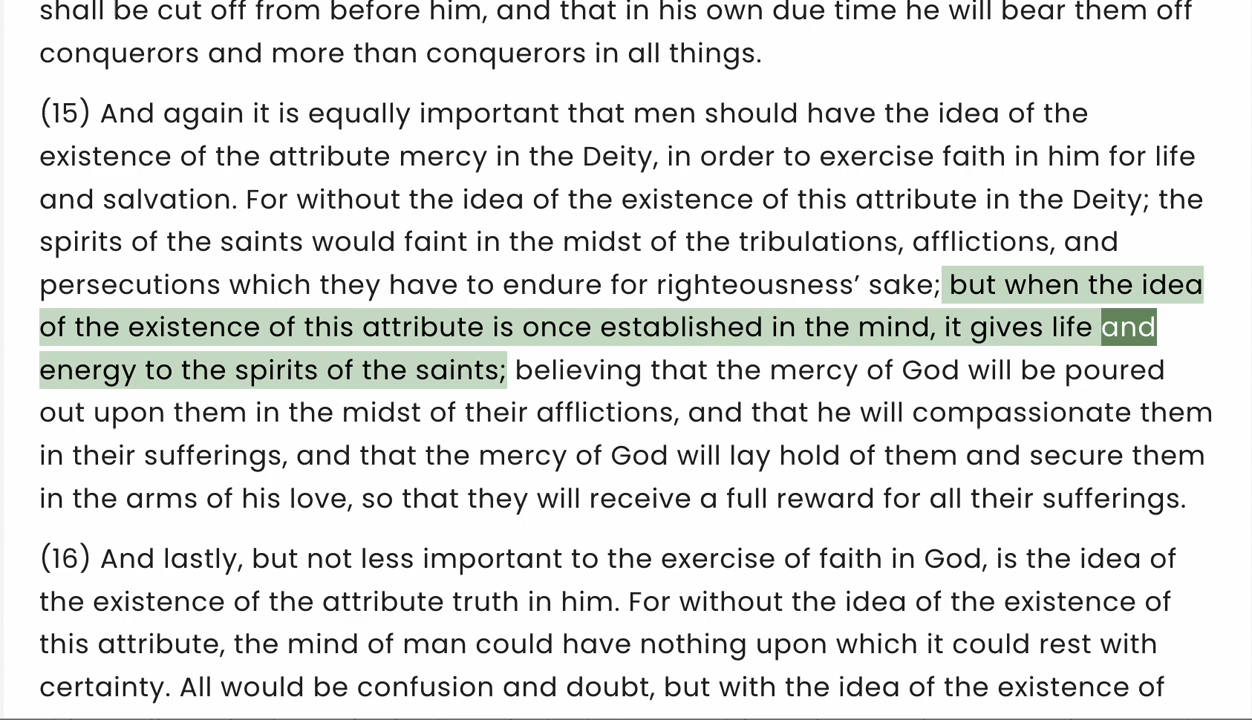 shall be cut off from before him, and that in his own due time he will bear them off
conquerors and more than conquerors in all things.
(15) And again it is equally important that men should have the idea of the
existence of the attribute mercy in the Deity, in order to exercise faith in him for life
and salvation. For without the idea of the existence of this attribute in the Deity; the
spirits of the saints would faint in the midst of the tribulations, afflictions, and
persecutions which they have to endure for righteousness’ sake; but when the idea
of the existence of this attribute is once established in the mind, it gives life and
energy to the spirits of the saints; believing that the mercy of God will be poured
out upon them in the midst of their afflictions, and that he will compassionate them
in their sufferings, and that the mercy of God will lay hold of them and secure them
in the arms of his love, so that they will receive a full reward for all their sufferings.
(16) And lastly, but not less important to the exercise of faith in God, is the idea of
the existence of the attribute truth in him. For without the idea of the existence of
this attribute, the mind of man could have nothing upon which it could rest with
certainty. All would be confusion and doubt, but with the idea of the existence of